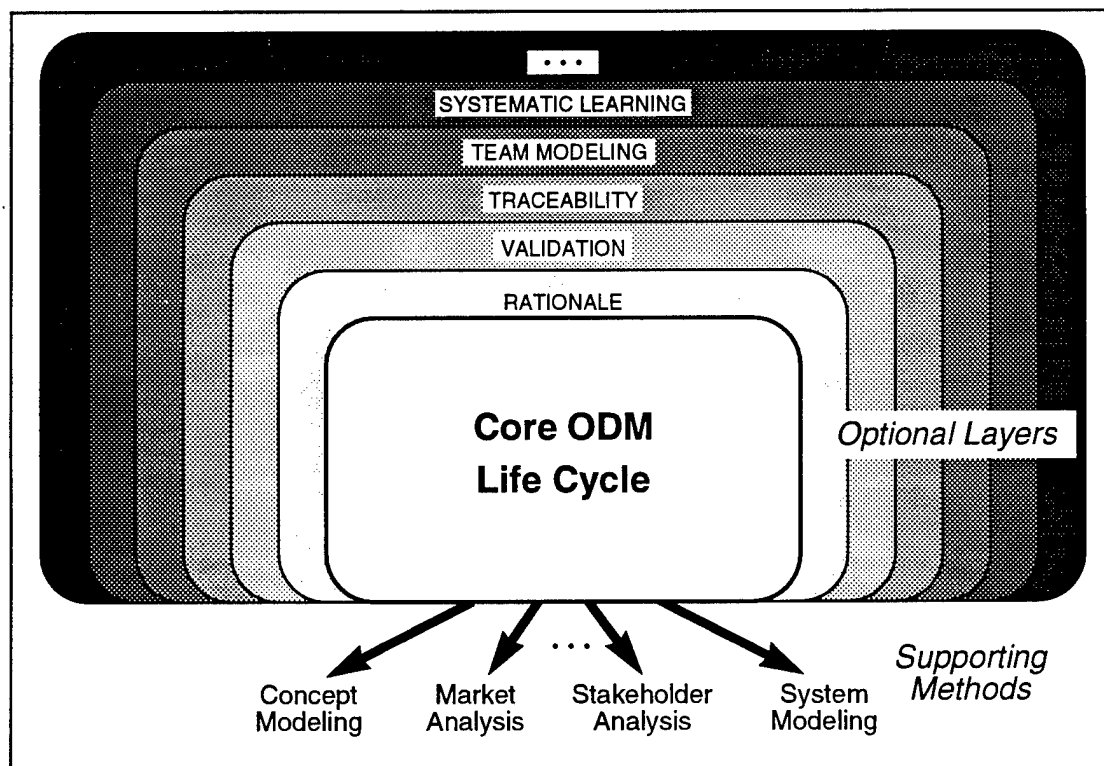 ...
SYSTEMATIC LEARNING
TEAM MODELING
TRACEABILITY
VALIDATION
RATIONALE
Core ODM
Life Cycle
Optional Layers
...
Supporting
Methods
Concept
Modeling
Market
Analysis
Stakeholder
Analysis
System
Modeling